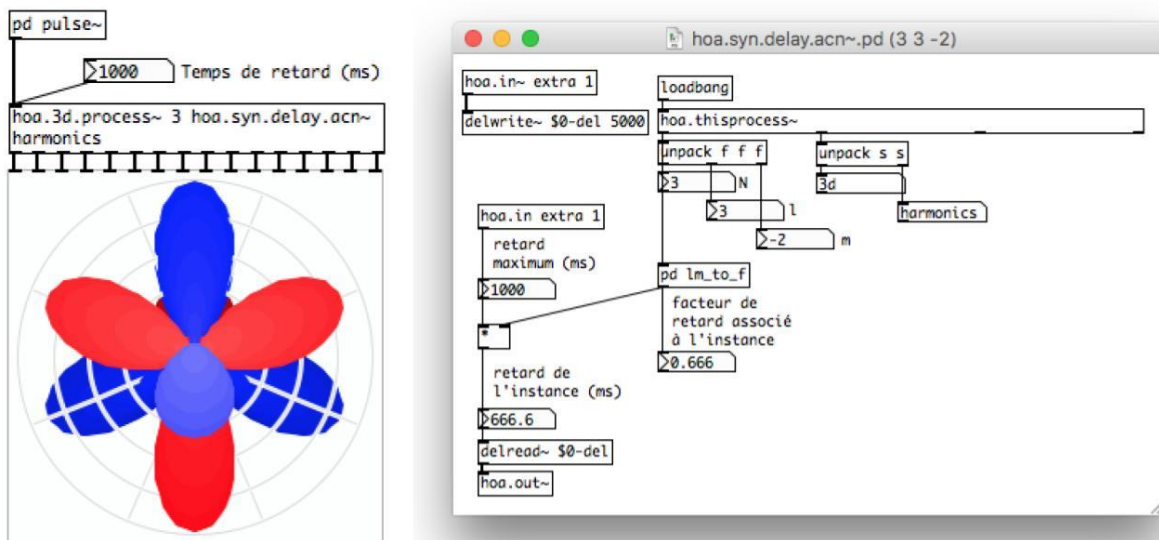 pd pulse~
1000 Temps de retard (ms)
hoa.3d.process~ 3 hoa.syn.delay.acn~
harmonics
hoa.syn.delay.acn~.pd (3 3 -2)
hoa.in~ extra 1
delwrite~ $0-del 5000
loadbang
hoa.thisprocess~
unpack f f f
3 N
3 l
-2 m
unpack s s
3d
harmonics
hoa.in extra 1
retard
maximum (ms)
1000
*
pd lm_to_f
facteur de
retard associé
à l'instance
0.666
retard de
l'instance (ms)
666.6
delread~ $0-del
hoa.out~